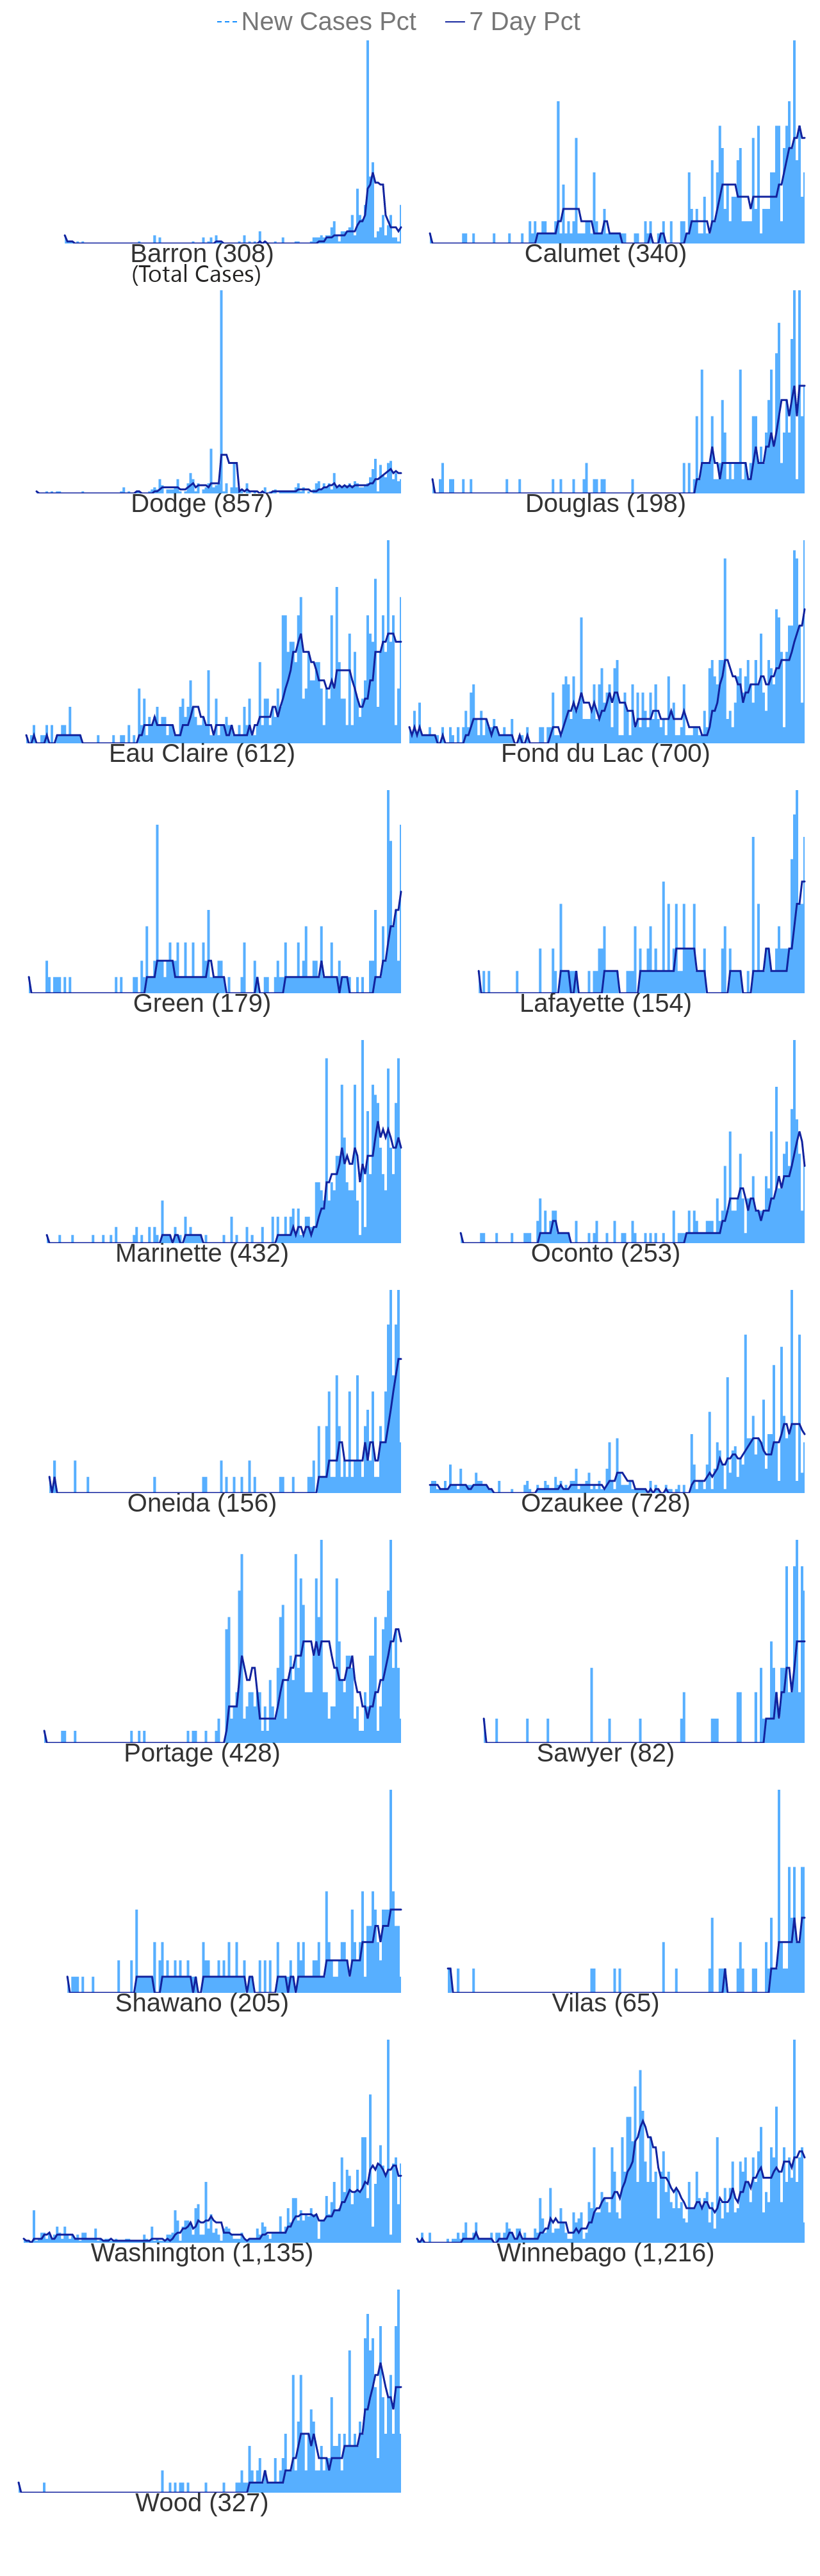 New Cases Pct 7 Day Pct
Barron (308) Calumet (340)
(Total Cases)
Dodge (857) Douglas (198)
Eau Claire (612) Fond du Lac (700)
Green (179) Lafayette (154)
Marinette (432) Oconto (253)
Oneida (156) Ozaukee (728)
Portage (428) Sawyer (82)
Shawano (205) Vilas (65)
Washington (1,135) Winnebago (1,216)
Wood (327)